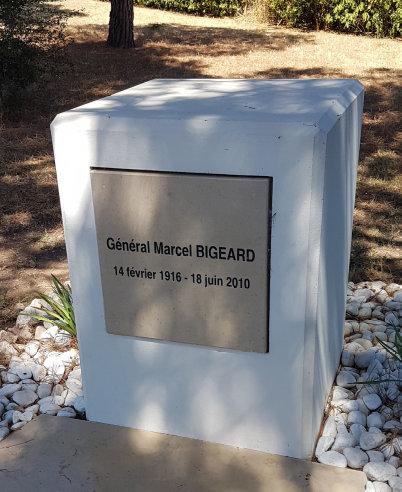 Général Marcel BIGEARD
14 février 1916 - 18 juin 2010